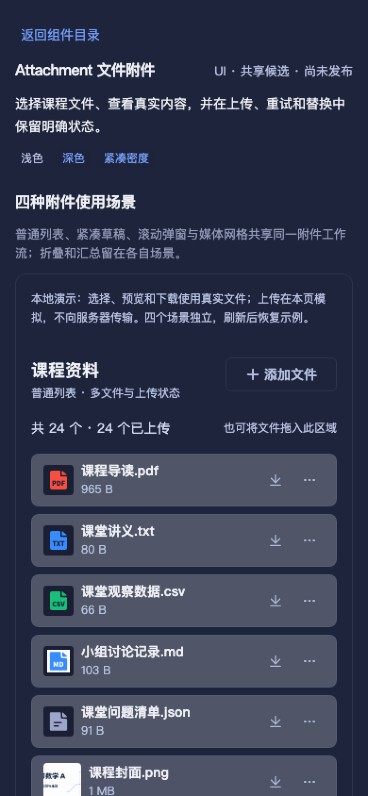 返回组件目录
Attachment 文件附件
UI · 共享候选 · 尚未发布
选择课程文件、查看真实内容，并在上传、重试和替换中
保留明确状态。
浅色 深色 紧凑密度
四种附件使用场景
普通列表、紧凑草稿、滚动弹窗与媒体网格共享同一附件工作
流；折叠和汇总留在各自场景。
本地演示：选择、预览和下载使用真实文件；上传在本页模
拟，不向服务器传输。四个场景独立，刷新后恢复示例。
课程资料
普通列表 · 多文件与上传状态
添加文件
共 24 个 · 24 个已上传
也可将文件拖入此区域
PDF
课程导读.pdf
965 B
TXT
课堂讲义.txt
80 B
CSV
课堂观察数据.csv
66 B
MD
小组讨论记录.md
103 B
课堂问题清单.json
91 B
数学 A
课程封面.png
1 MB